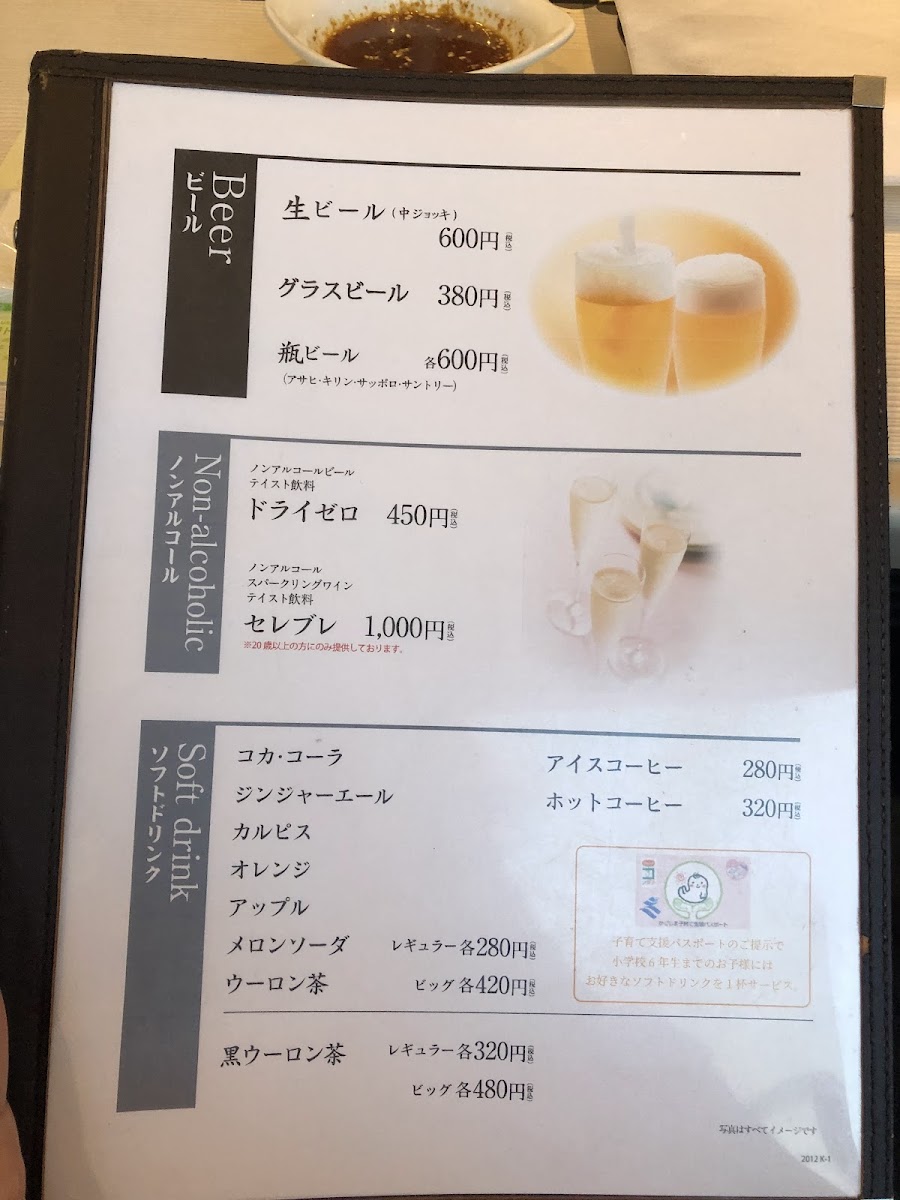 Beer
ビール
生ビール（中ジョッキ）
600円（税込）
グラスビール 380円（税込）
瓶ビール 各600円（税込）
（アサヒ・キリン・サッポロ・サントリー）
Non-alcoholic
ノンアルコール
ノンアルコールビール
テイスト飲料
ドライゼロ 450円（税込）
ノンアルコール
スパークリングワイン
テイスト飲料
セレブレ 1,000円（税込）
※20歳以上の方にのみ提供しております。
Soft drink
ソフトドリンク
コカ・コーラ
ジンジャーエール
カルピス
オレンジ
アップル
メロンソーダ レギュラー各280円（税込）
ウーロン茶 ビッグ各420円（税込）
黒ウーロン茶 レギュラー各320円（税込）
ビッグ各480円（税込）
アイスコーヒー 280円（税込）
ホットコーヒー 320円（税込）
子育て支援パスポートのご提示で
小学校6年生までのお子様には
お好きなソフトドリンクを1杯サービス。
写真はすべてイメージです
2012 K-1